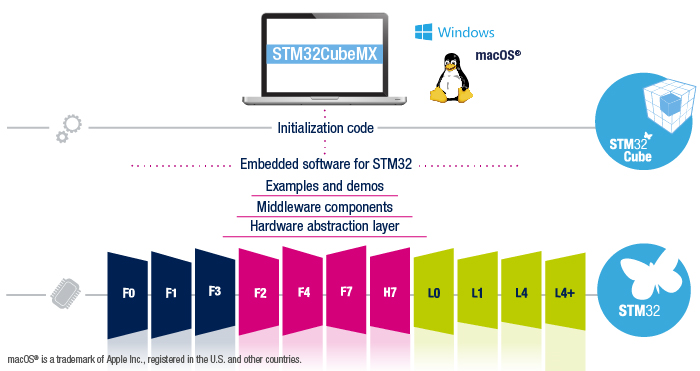 STM32CubeMX
Windows
macOS®
Initialization code
STM32
Cube
Embedded software for STM32
Examples and demos
Middleware components
Hardware abstraction layer
F0 F1 F3 F2 F4 F7 H7 L0 L1 L4 L4+
STM32
macOS® is a trademark of Apple Inc., registered in the U.S. and other countries.